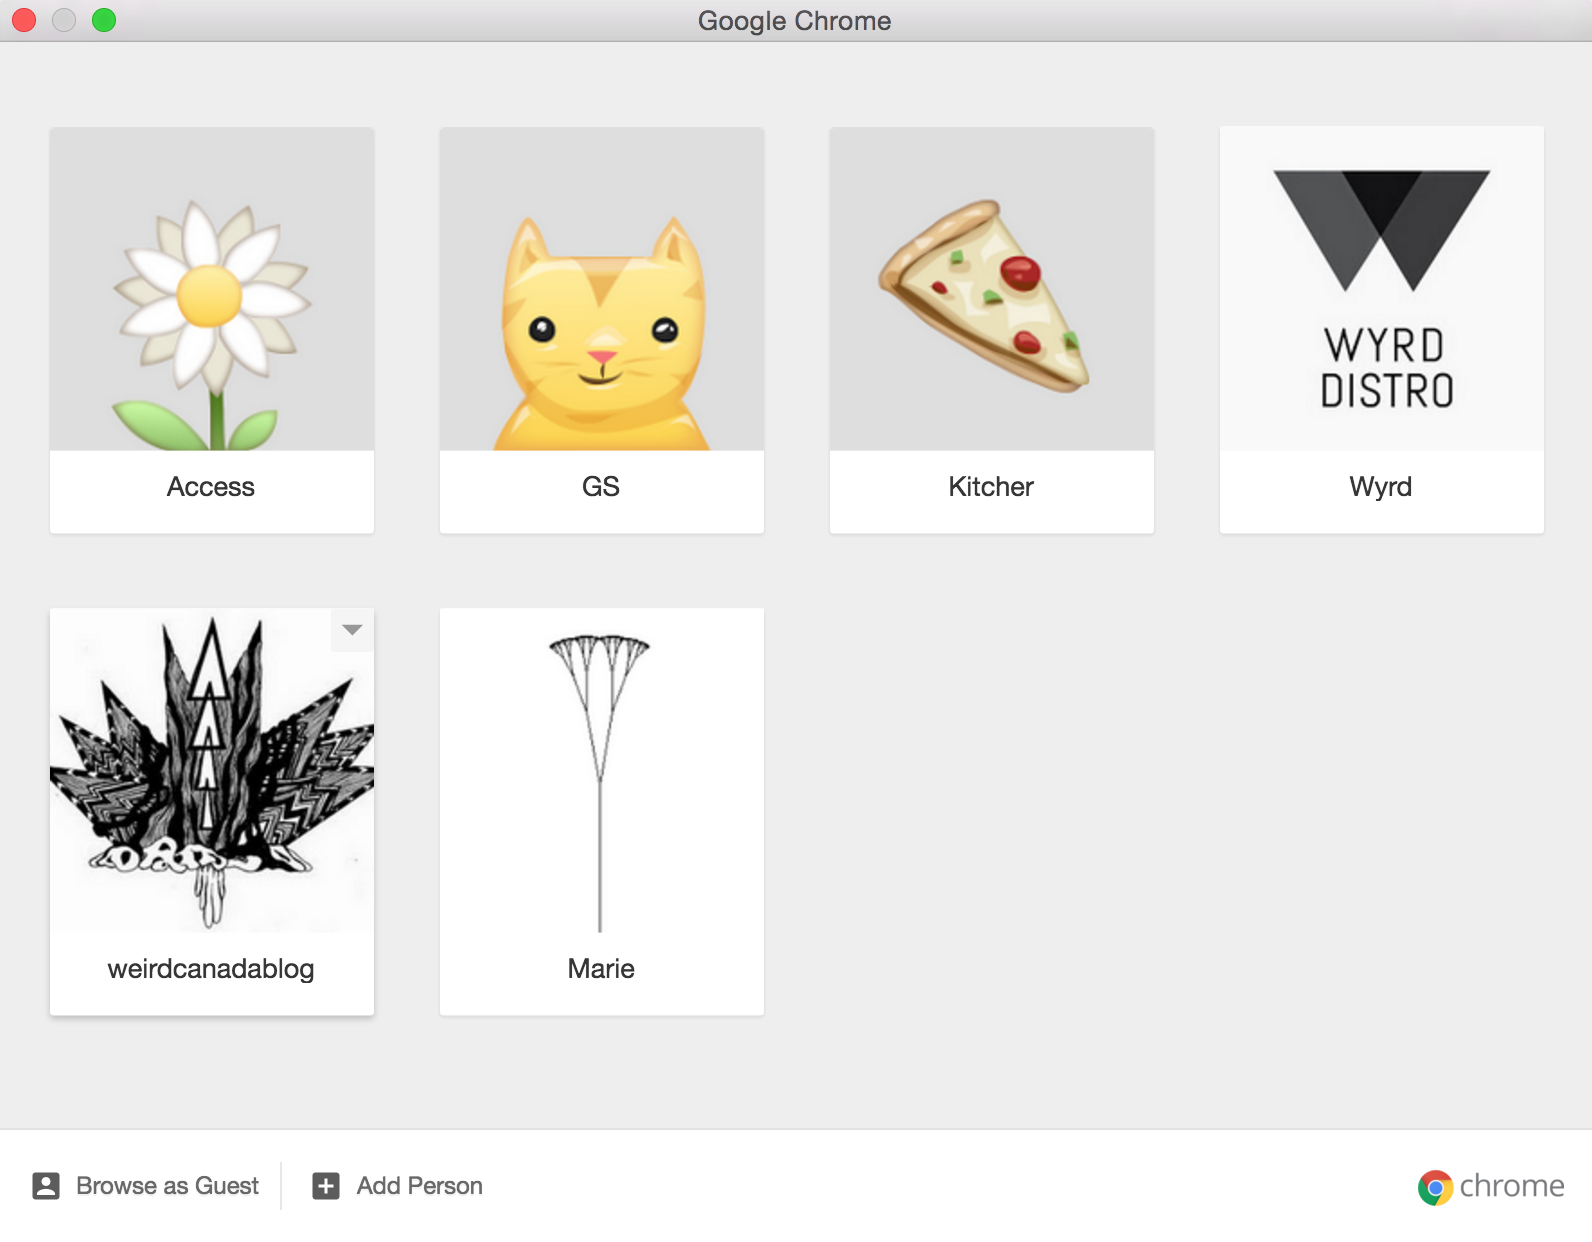 Google Chrome
WYRD
DISTRO
Access
GS
Kitcher
Wyrd
weirdcanadablog
Marie
Browse as Guest
Add Person
chrome